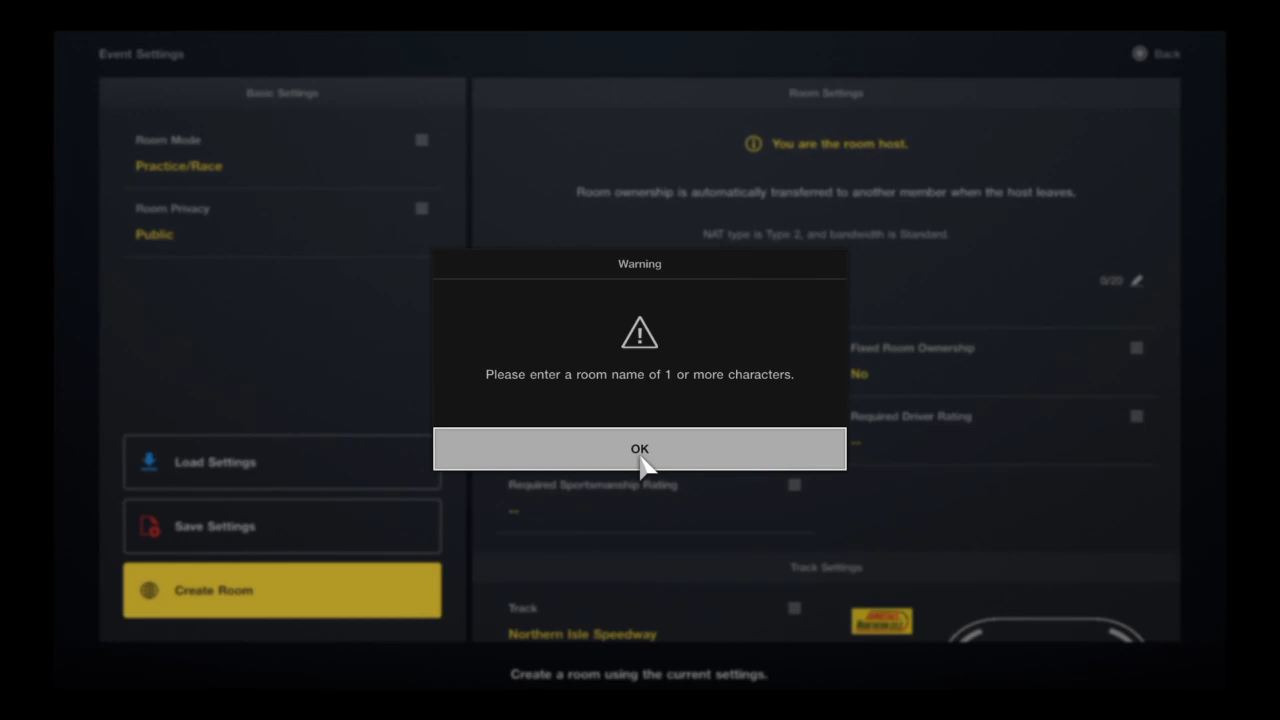 Event Settings
Back
Basic Settings
Room Settings
Room Mode
Practice/Race
Room Privacy
Public
You are the room host.
Room ownership is automatically transferred to another member when the host leaves.
NAT type is Type 2, and bandwidth is Standard.
0/20
Warning
Please enter a room name of 1 or more characters.
OK
Fixed Room Ownership
No
Required Driver Rating
--
Required Sportsmanship Rating
--
Load Settings
Save Settings
Create Room
Track Settings
Track
Northern Isle Speedway
Create a room using the current settings.